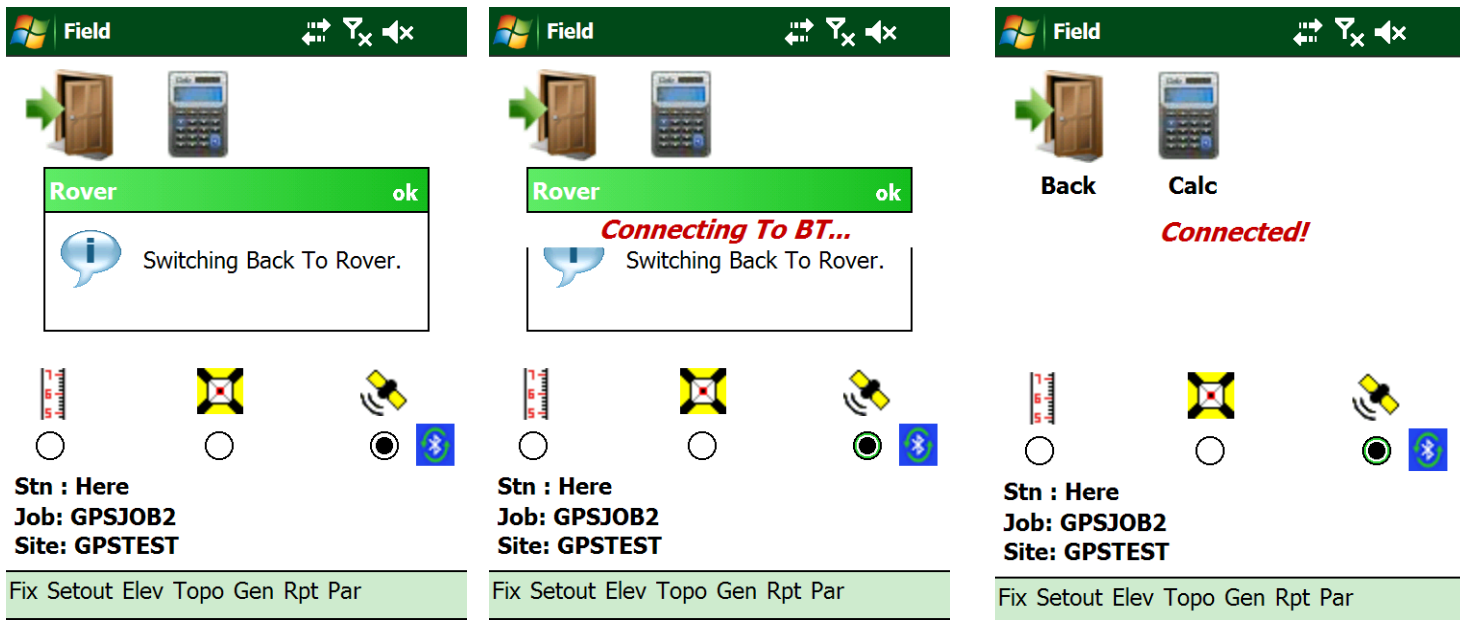 Field
Rover ok
Switching Back To Rover.
Stn : Here
Job: GPSJOB2
Site: GPSTEST
Fix Setout Elev Topo Gen Rpt Par
Field
Rover ok
Connecting To BT...
Switching Back To Rover.
Stn : Here
Job: GPSJOB2
Site: GPSTEST
Fix Setout Elev Topo Gen Rpt Par
Field
Back Calc
Connected!
Stn : Here
Job: GPSJOB2
Site: GPSTEST
Fix Setout Elev Topo Gen Rpt Par